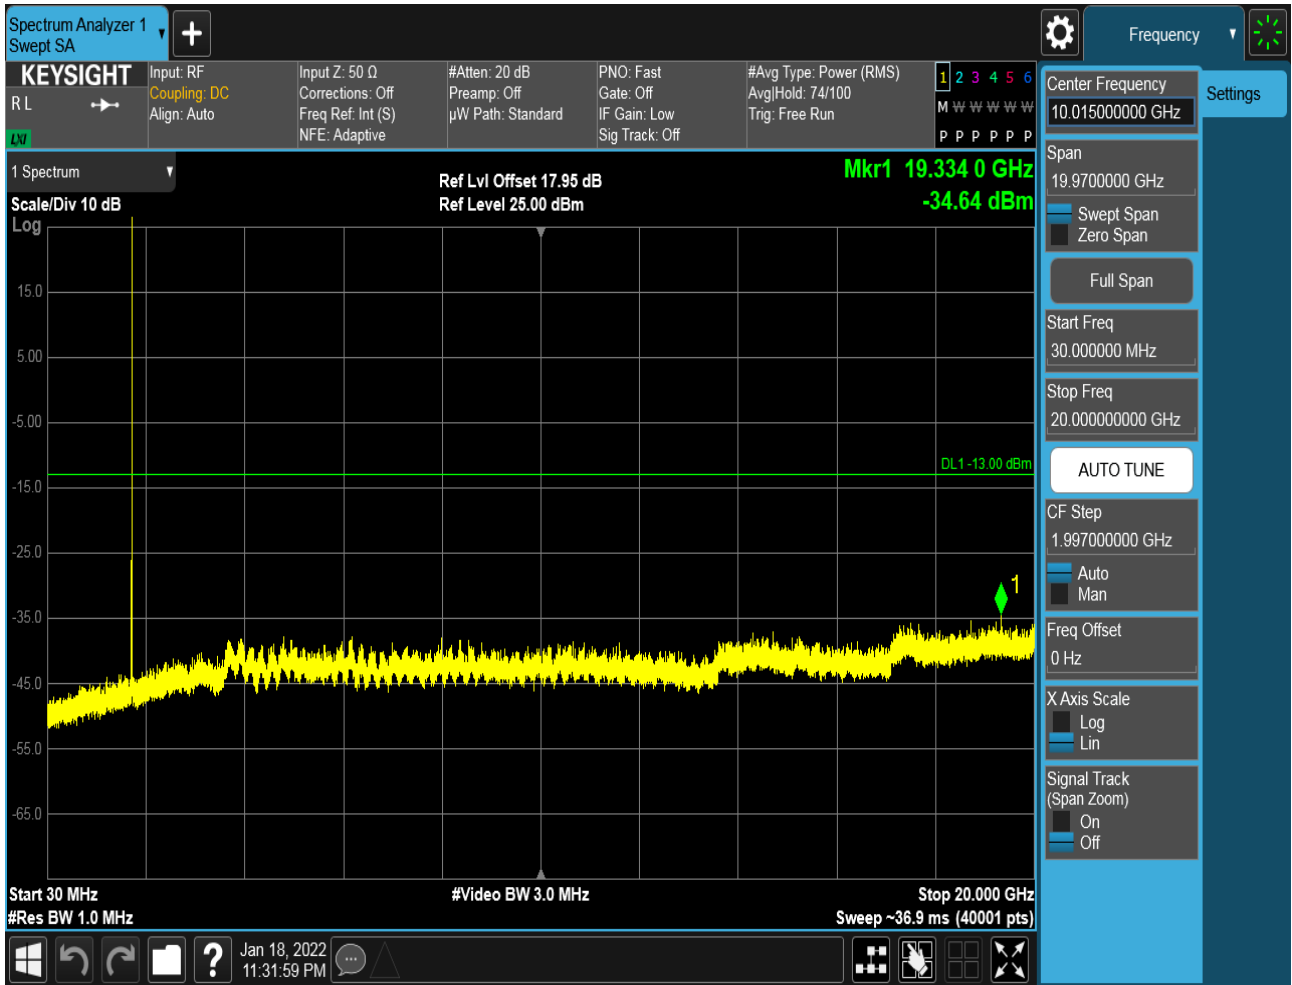 Spectrum Analyzer 1
Swept SA
Frequency
KEYSIGHT
R L
LXI
Input: RF
Coupling: DC
Align: Auto
Input Z: 50 Ω
Corrections: Off
Freq Ref: Int (S)
NFE: Adaptive
#Atten: 20 dB
Preamp: Off
µW Path: Standard
PNO: Fast
Gate: Off
IF Gain: Low
Sig Track: Off
#Avg Type: Power (RMS)
Avg|Hold: 74/100
Trig: Free Run
1 2 3 4 5 6
M W W W W W
P P P P P P
1 Spectrum
Scale/Div 10 dB
Log
Ref Lvl Offset 17.95 dB
Ref Level 25.00 dBm
Mkr1 19.334 0 GHz
-34.64 dBm
15.0
5.00
-5.00
DL1 -13.00 dBm
-15.0
-25.0
1
-35.0
-45.0
-55.0
-65.0
Start 30 MHz
#Video BW 3.0 MHz
Stop 20.000 GHz
#Res BW 1.0 MHz
Sweep ~36.9 ms (40001 pts)
?
Jan 18, 2022
11:31:59 PM
Center Frequency
10.015000000 GHz
Settings
Span
19.9700000 GHz
Swept Span
Zero Span
Full Span
Start Freq
30.000000 MHz
Stop Freq
20.000000000 GHz
AUTO TUNE
CF Step
1.997000000 GHz
Auto
Man
Freq Offset
0 Hz
X Axis Scale
Log
Lin
Signal Track
(Span Zoom)
On
Off